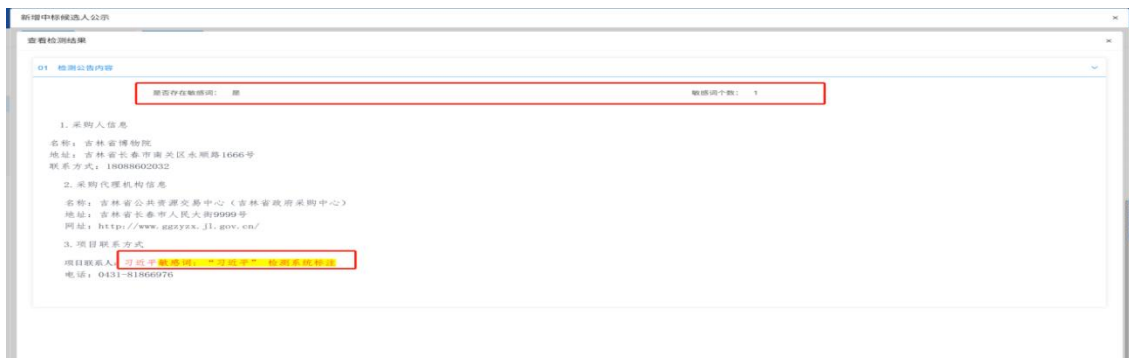 新增中标候选人公示
查看检测结果
01 检测公告内容
是否存在敏感词: 是 敏感词个数: 1
1.采购人信息
名称:吉林省博物院
地址:吉林省长春市南关区永顺路1666号
联系方式:18088602032
2.采购代理机构信息
名称:吉林省公共资源交易中心(吉林省政府采购中心)
地址:吉林省长春市人民大街9999号
网址:http://www.ggzyzx.jl.gov.cn/
3.项目联系方式
项目联系人:习近平敏感词:“习近平” 检测系统标注
电话:0431-81866976